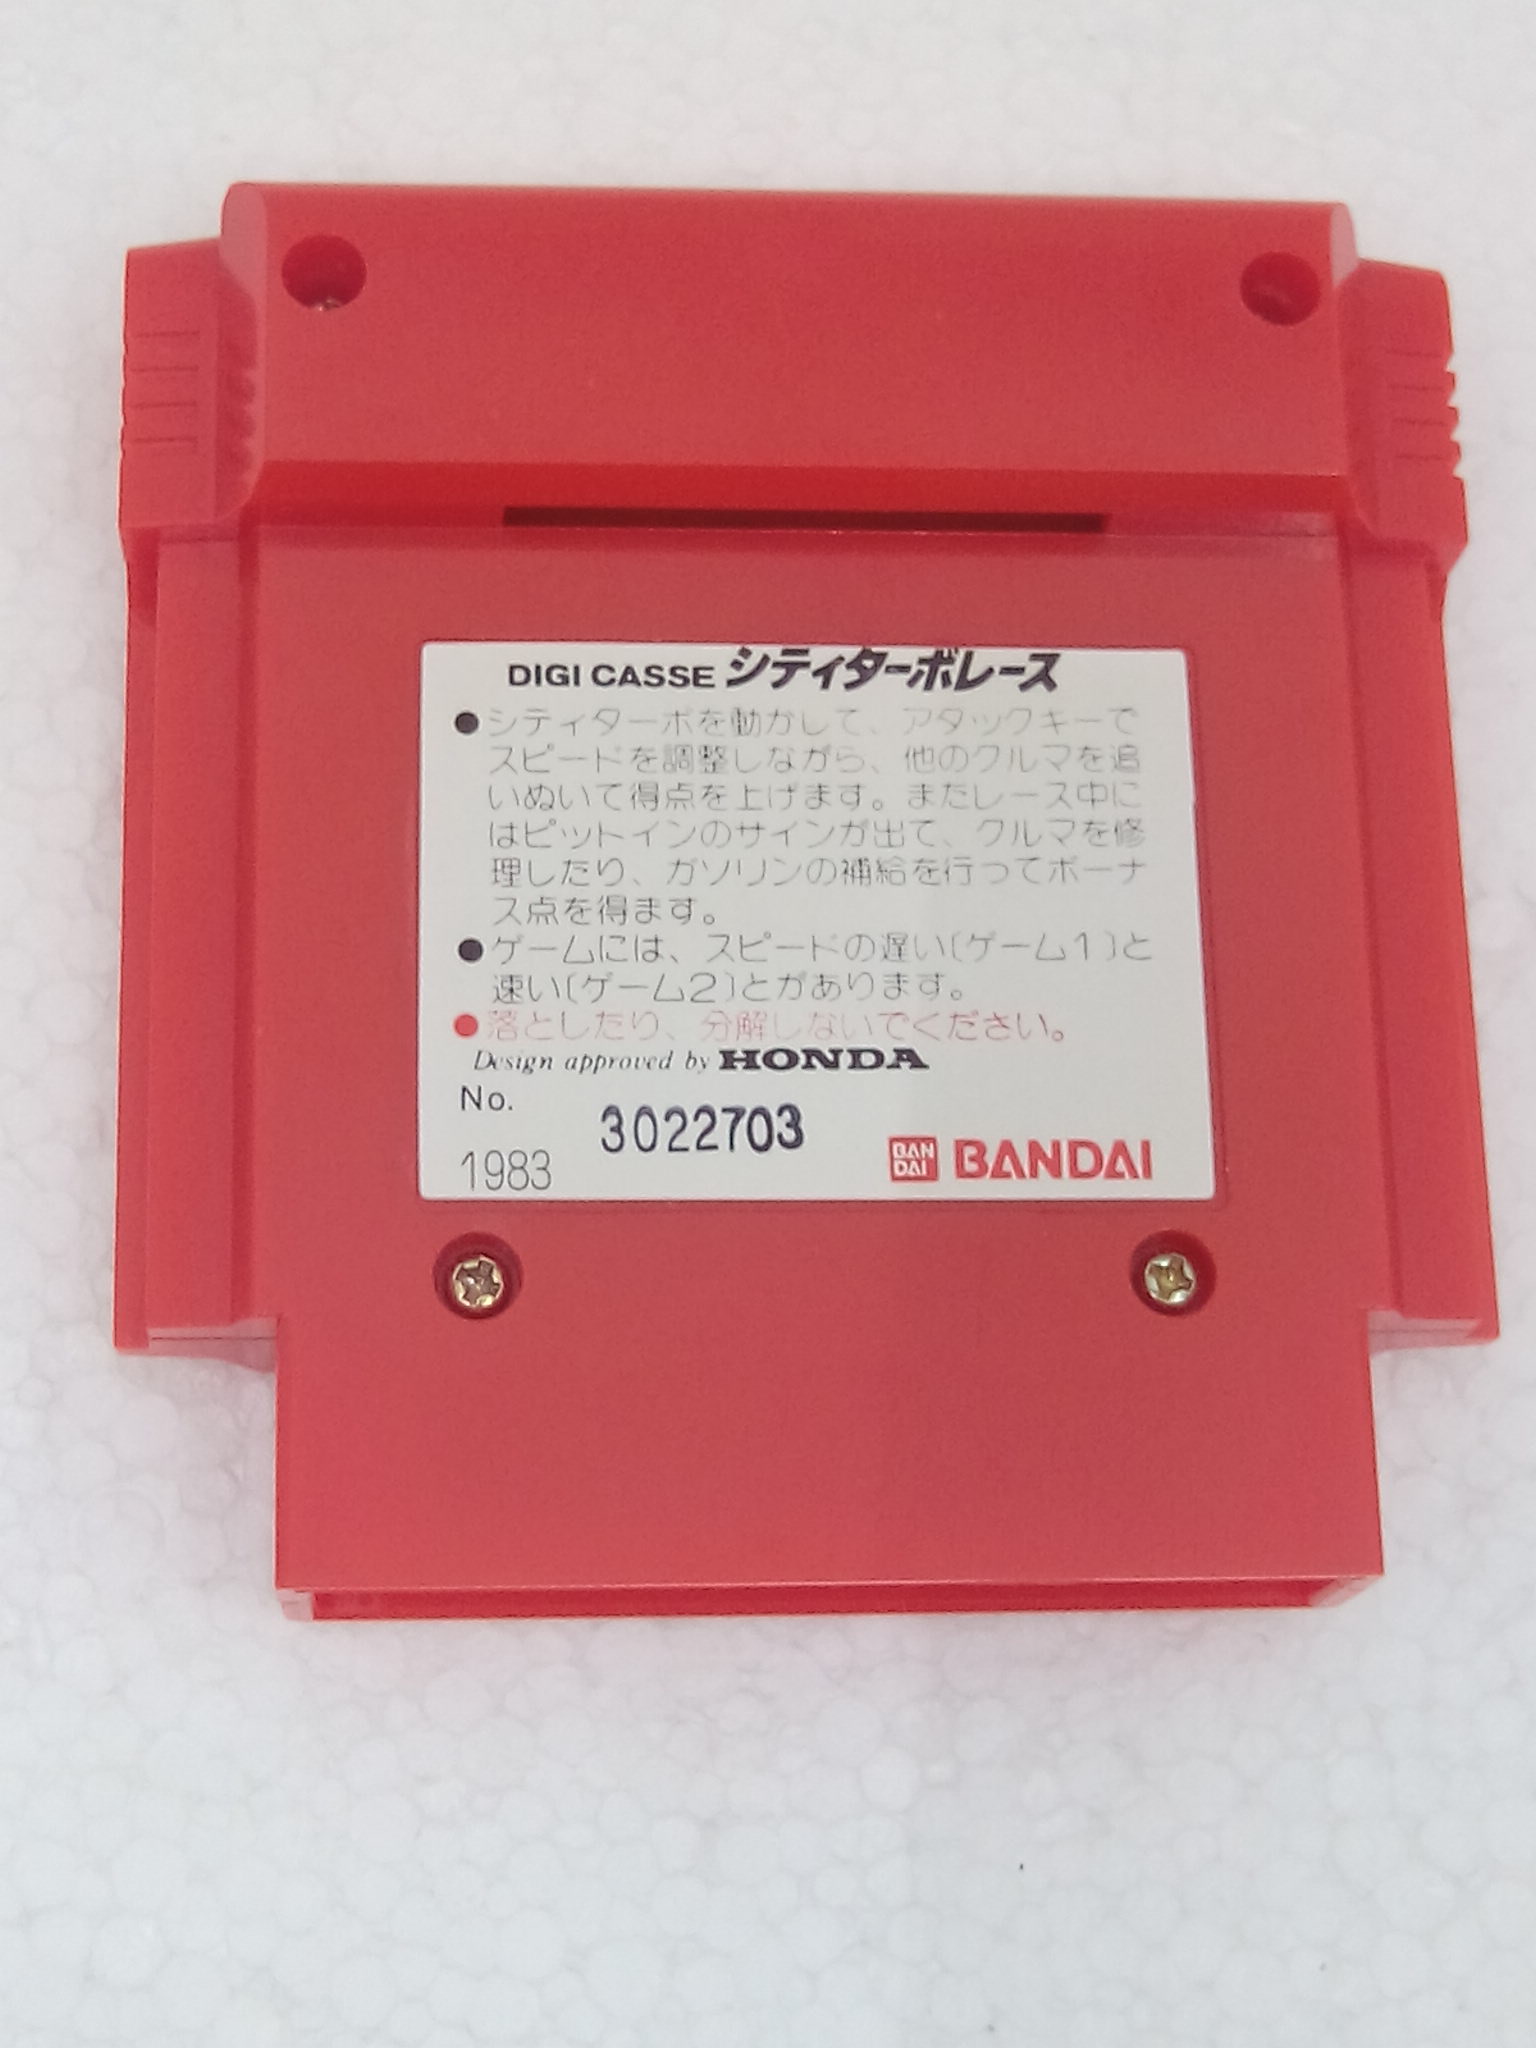 DIGI CASSE シティターボレース
●シティターボを動かして、アタックキーで
スピードを調整しながら、他のクルマを追
いぬいて得点を上げます。またレース中に
はピットインのサインが出て、クルマを修
理したり、ガソリンの補給を行ってボーナ
ス点を得ます。
●ゲームには、スピードの遅い(ゲーム1)と
速い(ゲーム2)とがあります。
●落としたり、分解しないでください。
Design approved by HONDA
No.
3022703
1983
BAN
DAI
BANDAI